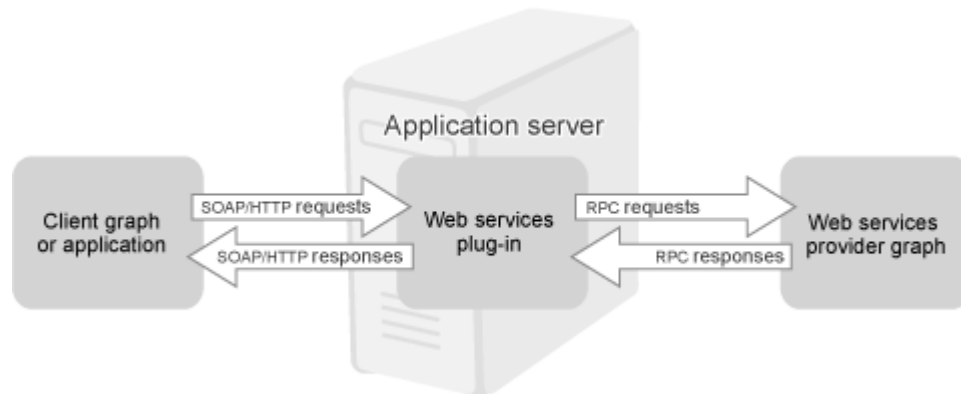 Application server
Client graph
or application
SOAP/HTTP requests
SOAP/HTTP responses
Web services
plug-in
RPC requests
RPC responses
Web services
provider graph